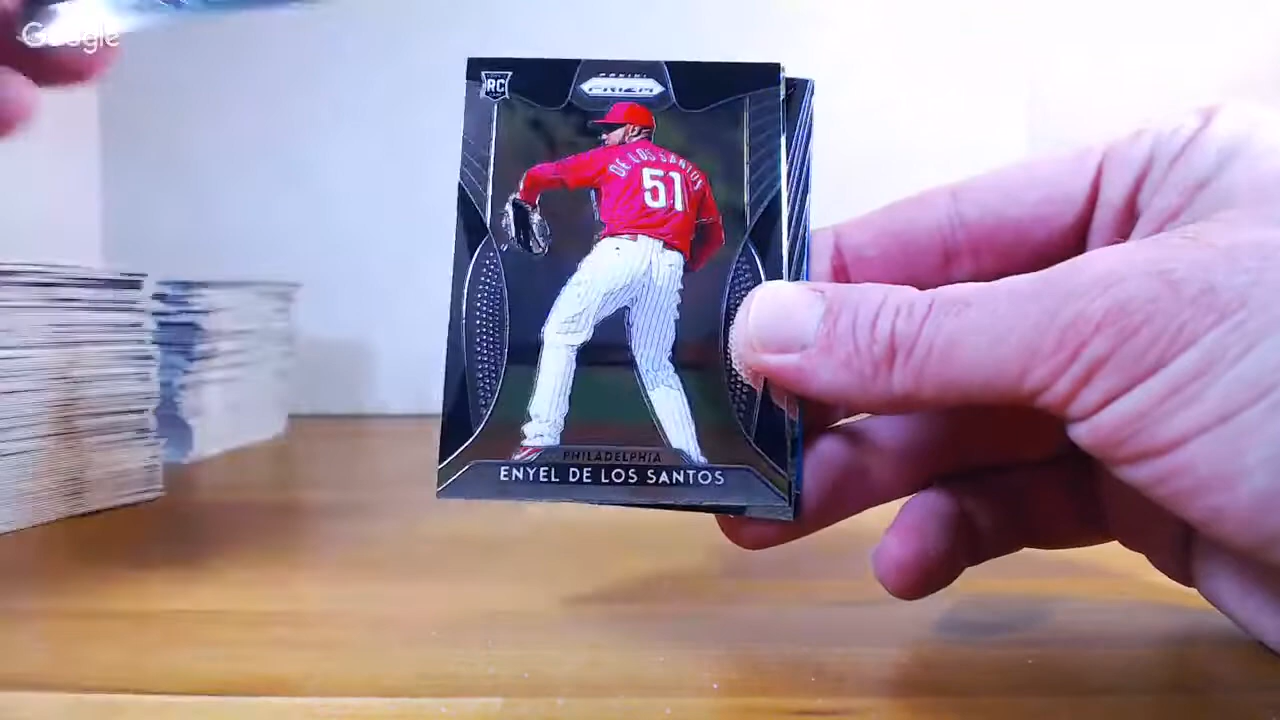 Google
RC
PANINI
PRIZM
DE LOS SANTOS
51
PHILADELPHIA
ENYEL DE LOS SANTOS